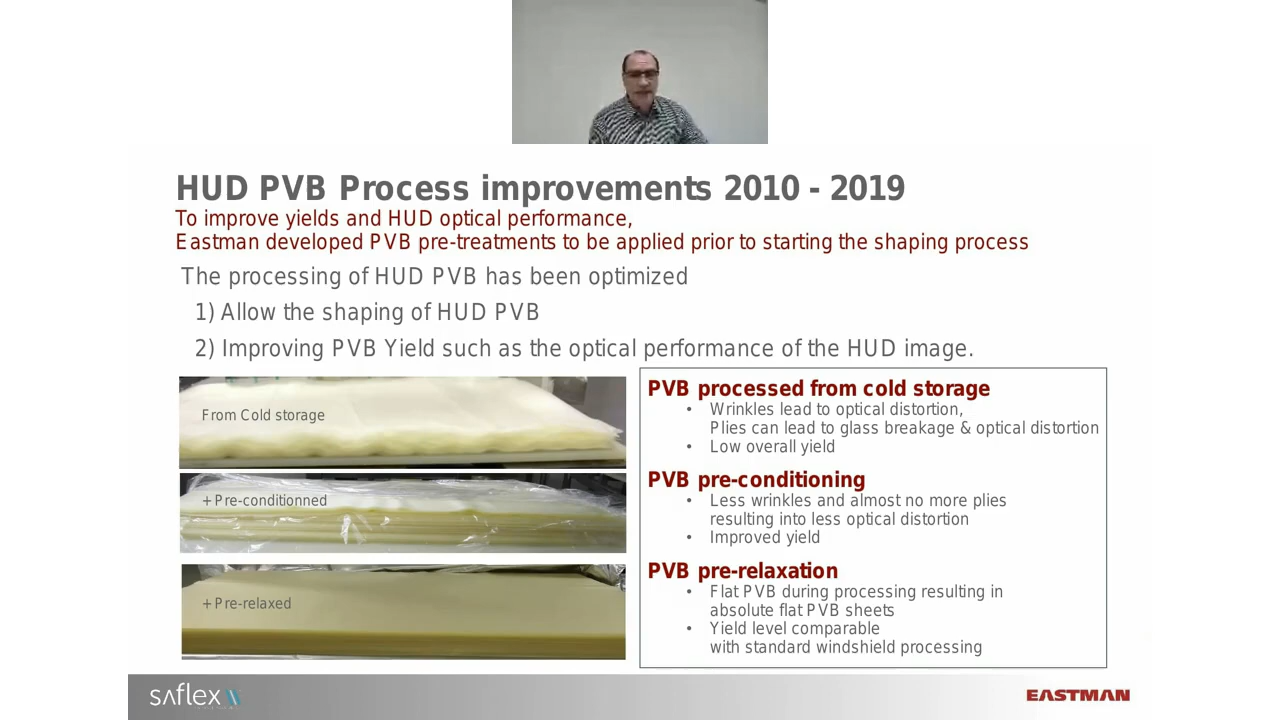 HUD PVB Process improvements 2010 - 2019
To improve yields and HUD optical performance,
Eastman developed PVB pre-treatments to be applied prior to starting the shaping process
The processing of HUD PVB has been optimized
1) Allow the shaping of HUD PVB
2) Improving PVB Yield such as the optical performance of the HUD image.
From Cold storage
+ Pre-conditionned
+ Pre-relaxed
PVB processed from cold storage
• Wrinkles lead to optical distortion,
Plies can lead to glass breakage & optical distortion
• Low overall yield
PVB pre-conditioning
• Less wrinkles and almost no more plies
resulting into less optical distortion
• Improved yield
PVB pre-relaxation
• Flat PVB during processing resulting in
absolute flat PVB sheets
• Yield level comparable
with standard windshield processing
saflex
EASTMAN